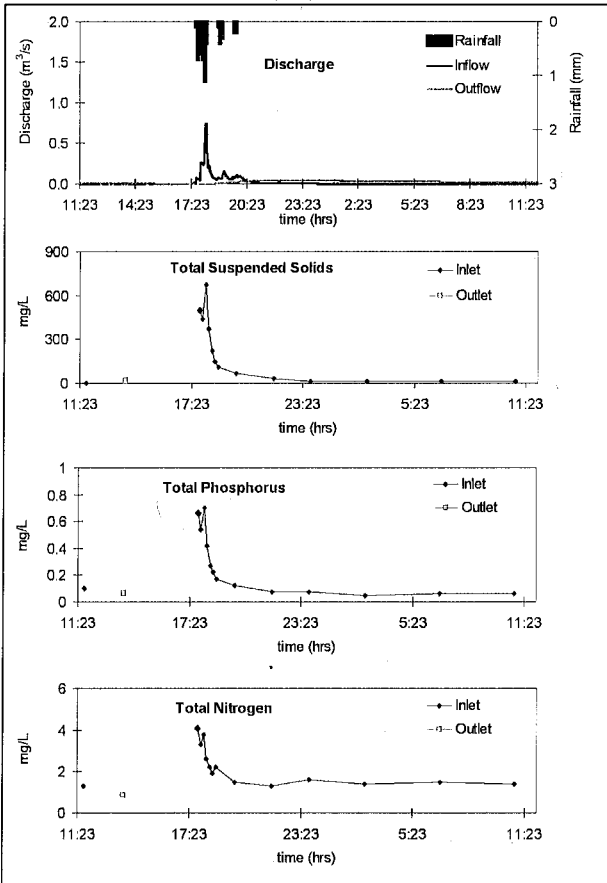 Discharge
Discharge (m³/s)
2.0
1.5
1.0
0.5
0.0
Rainfall
Inflow
Outflow
0
1
2
3
Rainfall (mm)
11:23 14:23 17:23 20:23 23:23 2:23 5:23 8:23 11:23
time (hrs)
Total Suspended Solids
mg/L
900
600
300
0
Inlet
Outlet
11:23 17:23 23:23 5:23 11:23
time (hrs)
Total Phosphorus
mg/L
1
0.8
0.6
0.4
0.2
0
Inlet
Outlet
11:23 17:23 23:23 5:23 11:23
time (hrs)
Total Nitrogen
mg/L
6
4
2
0
Inlet
Outlet
11:23 17:23 23:23 5:23 11:23
time (hrs)